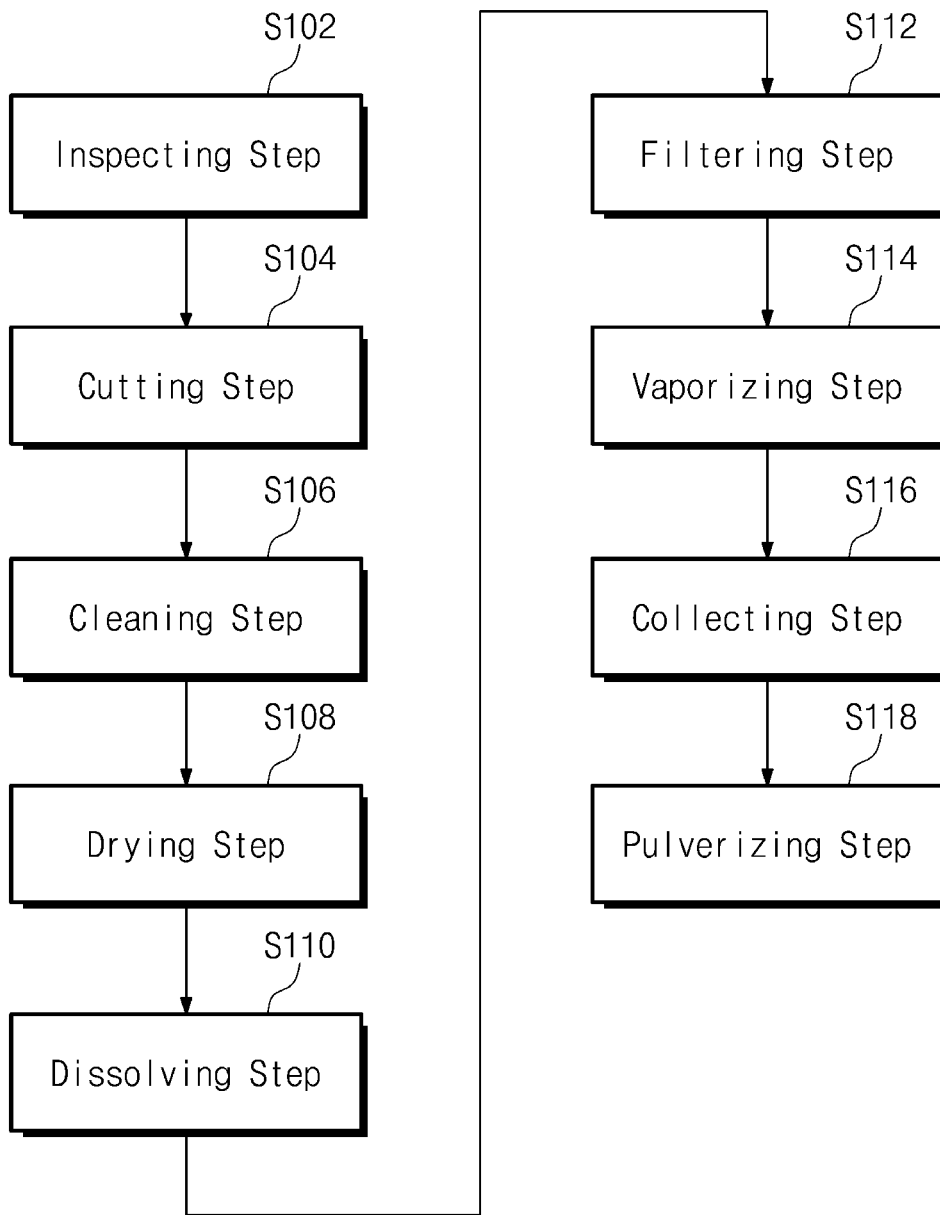 S102
Inspecting Step
S104
Cutting Step
S106
Cleaning Step
S108
Drying Step
S110
Dissolving Step
S112
Filtering Step
S114
Vaporizing Step
S116
Collecting Step
S118
Pulverizing Step